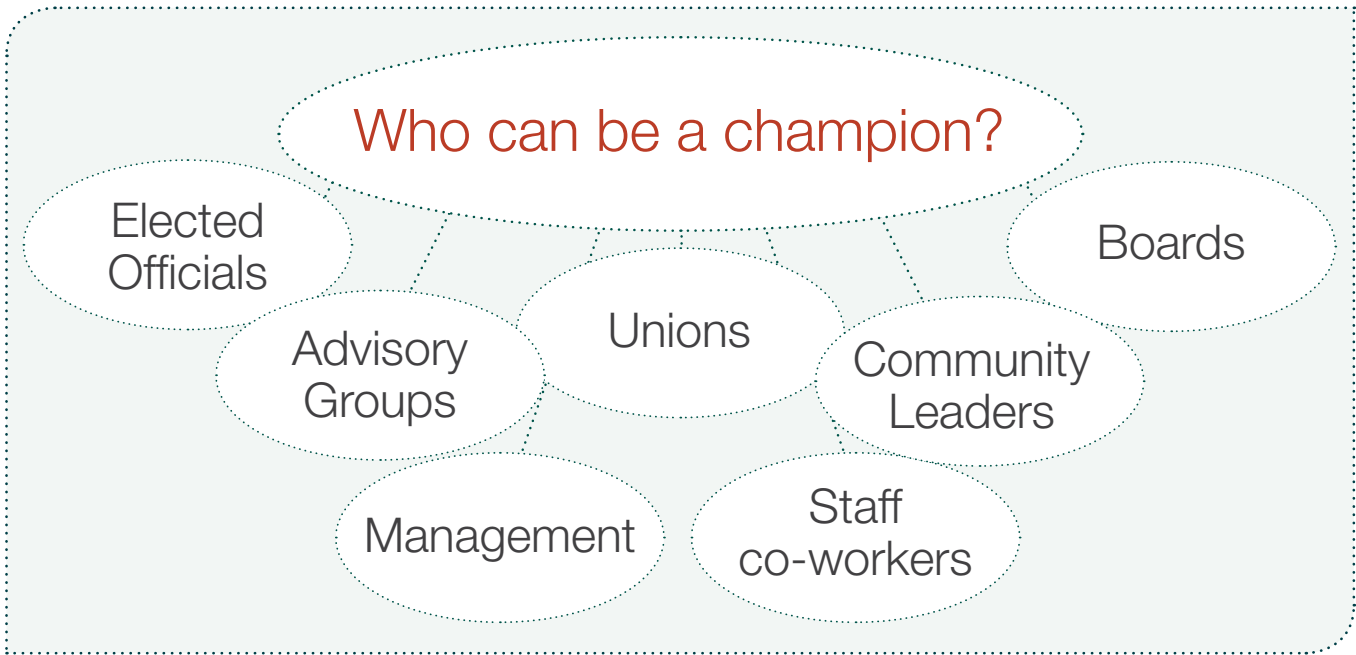 Who can be a champion?
Elected
Officials
Boards
Advisory
Groups
Unions
Community
Leaders
Management
Staff
co-workers